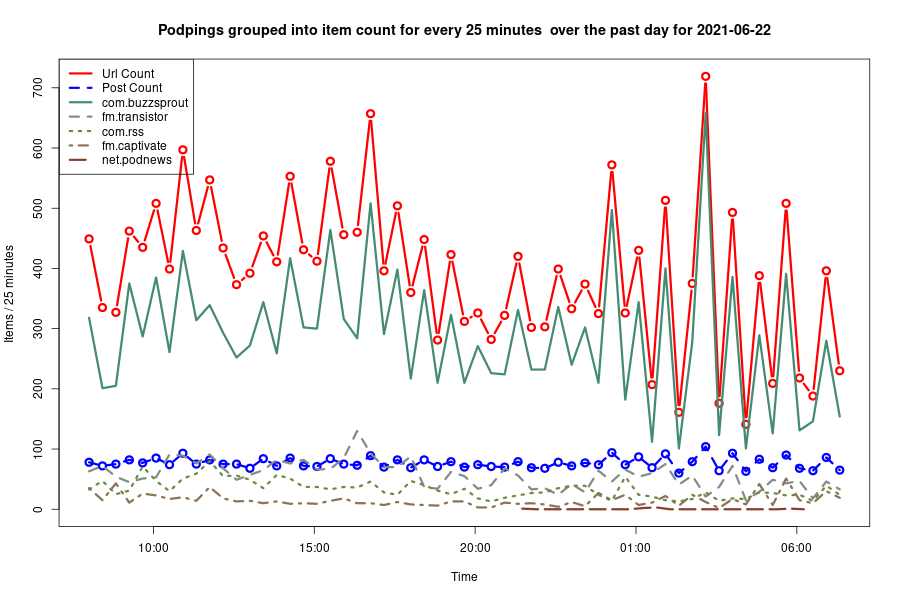 Podpings grouped into item count for every 25 minutes  over the past day for 2021-06-22
Url Count
Post Count
com.buzzsprout
fm.transistor
com.rss
fm.captivate
net.podnews
Items / 25 minutes
700
600
500
400
300
200
100
0
10:00 15:00 20:00 01:00 06:00
Time